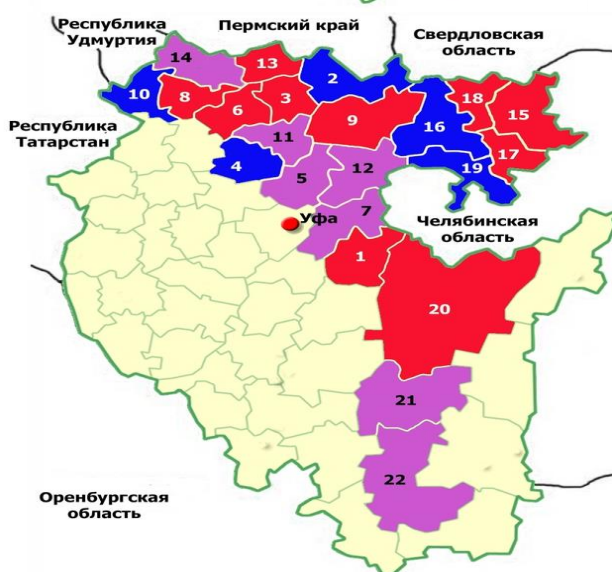 Республика
Удмуртия
Пермский край
Свердловская
область
14
13
2
10
8
6
3
18
15
9
16
11
17
Республика
Татарстан
4
5
12
19
7
Уфа
Челябинская
область
1
20
21
22
Оренбургская
область